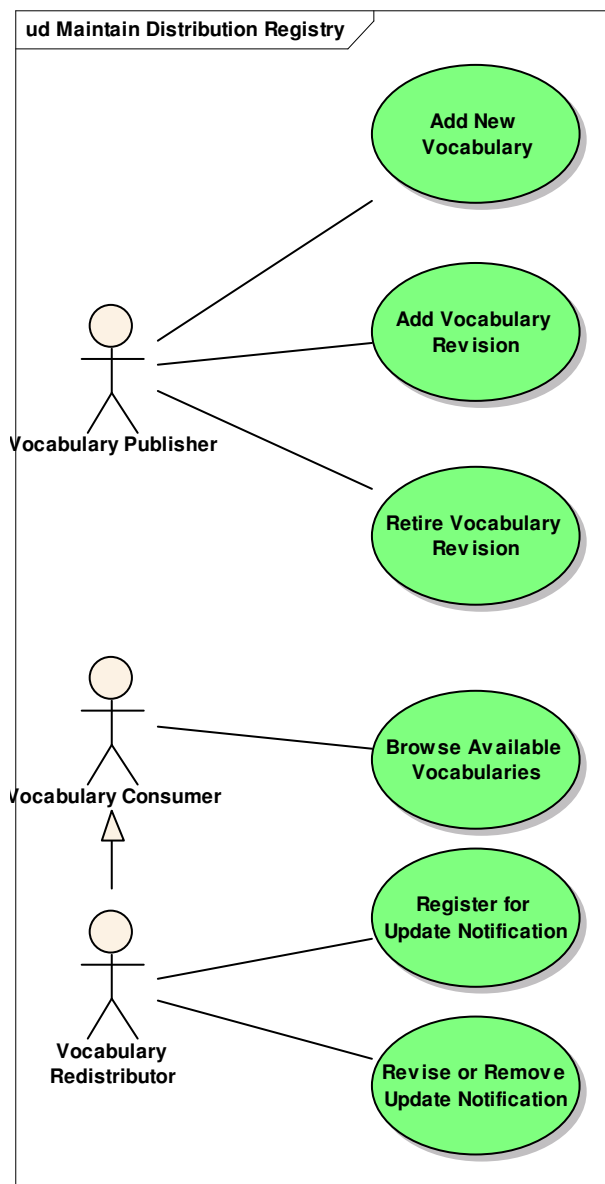 ud Maintain Distribution Registry
Add New
Vocabulary
Add Vocabulary
Revision
Vocabulary Publisher
Retire Vocabulary
Revision
Browse Available
Vocabularies
Vocabulary Consumer
Register for
Update Notification
Vocabulary
Redistributor
Revise or Remove
Update Notification